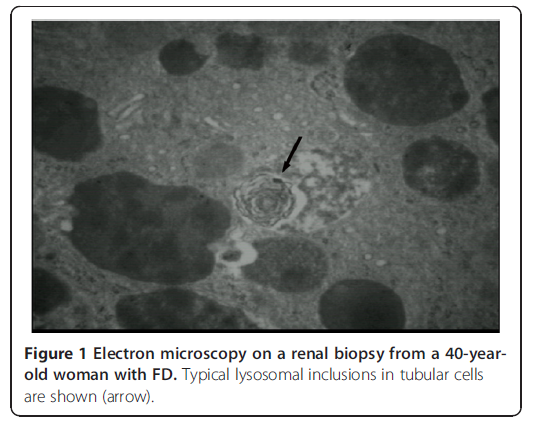 Figure 1 Electron microscopy on a renal biopsy from a 40-year-
old woman with FD. Typical lysosomal inclusions in tubular cells
are shown (arrow).